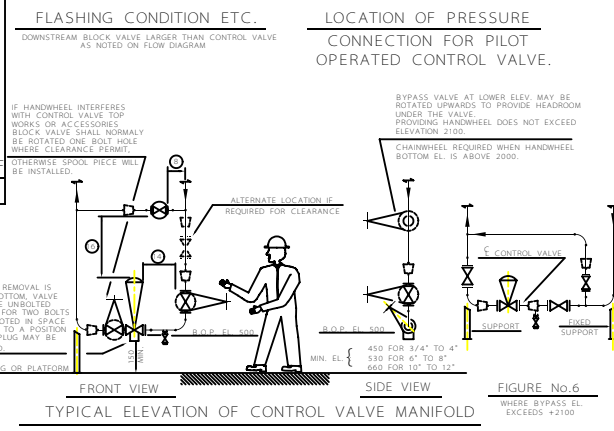 FLASHING CONDITION ETC.
DOWNSTREAM BLOCK VALVE LARGER THAN CONTROL VALVE
AS NOTED ON FLOW DIAGRAM
LOCATION OF PRESSURE
CONNECTION FOR PILOT
OPERATED CONTROL VALVE.
IF HANDWHEEL INTERFERES
WITH CONTROL VALVE TOP
WORKS OR ACCESSORIES
BLOCK VALVE SHALL NORMALY
BE ROTATED ONE BOLT HOLE
WHERE CLEARANCE PERMIT,
OTHERWISE SPOOL PIECE WILL
BE INSTALLED.
BYPASS VALVE AT LOWER ELEV. MAY BE
ROTATED UPWARDS TO PROVIDE HEADROOM
UNDER THE VALVE.
PROVIDING HANDWHEEL DOES NOT EXCEED
ELEVATION 2100.
CHAINWHEEL REQUIRED WHEN HANDWHEEL
BOTTOM EL. IS ABOVE 2000.
8
ALTERNATE LOCATION IF
REQUIRED FOR CLEARANCE
16
14
C
L CONTROL VALVE
REMOVAL IS
BOTTOM, VALVE
UNBOLTED
FOR TWO BOLTS
IN SPACE
TO A POSITION
PLUG MAY BE
OR PLATFORM
150
MIN.
B.O.P. EL. 500
B.O.P. EL. 500
MIN. EL.
450 FOR 3/4" TO 4"
530 FOR 6" TO 8"
660 FOR 10" TO 12"
SUPPORT
FIXED
SUPPORT
FRONT VIEW
SIDE VIEW
FIGURE No.6
WHERE BYPASS EL.
EXCEEDS +2100
TYPICAL ELEVATION OF CONTROL VALVE MANIFOLD